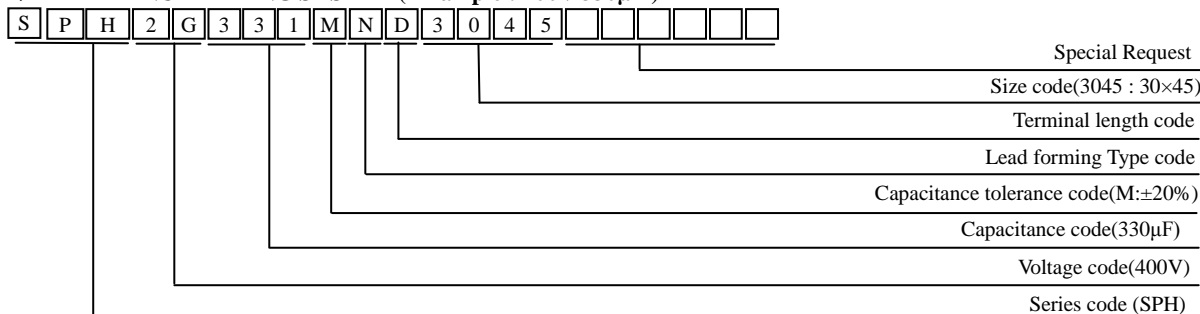 S P H 2 G 3 3 1 M N D 3 0 4 5
Special Request
Size code(3045 : 30×45)
Terminal length code
Lead forming Type code
Capacitance tolerance code(M:±20%)
Capacitance code(330μF)
Voltage code(400V)
Series code (SPH)